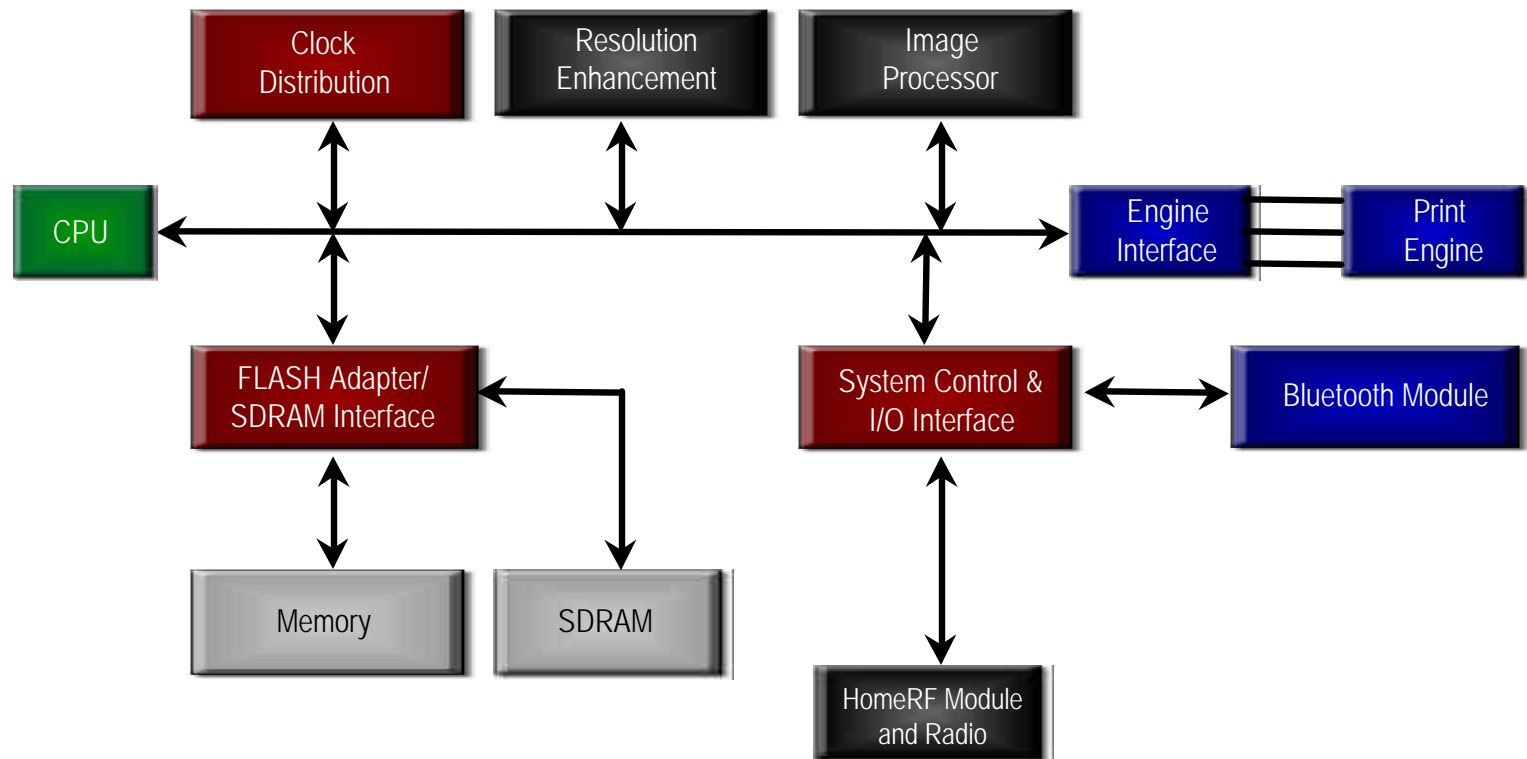 Clock
Distribution
Resolution
Enhancement
Image
Processor
CPU
Engine
Interface
Print
Engine
FLASH Adapter/
SDRAM Interface
System Control &
I/O Interface
Bluetooth Module
Memory
SDRAM
HomeRF Module
and Radio